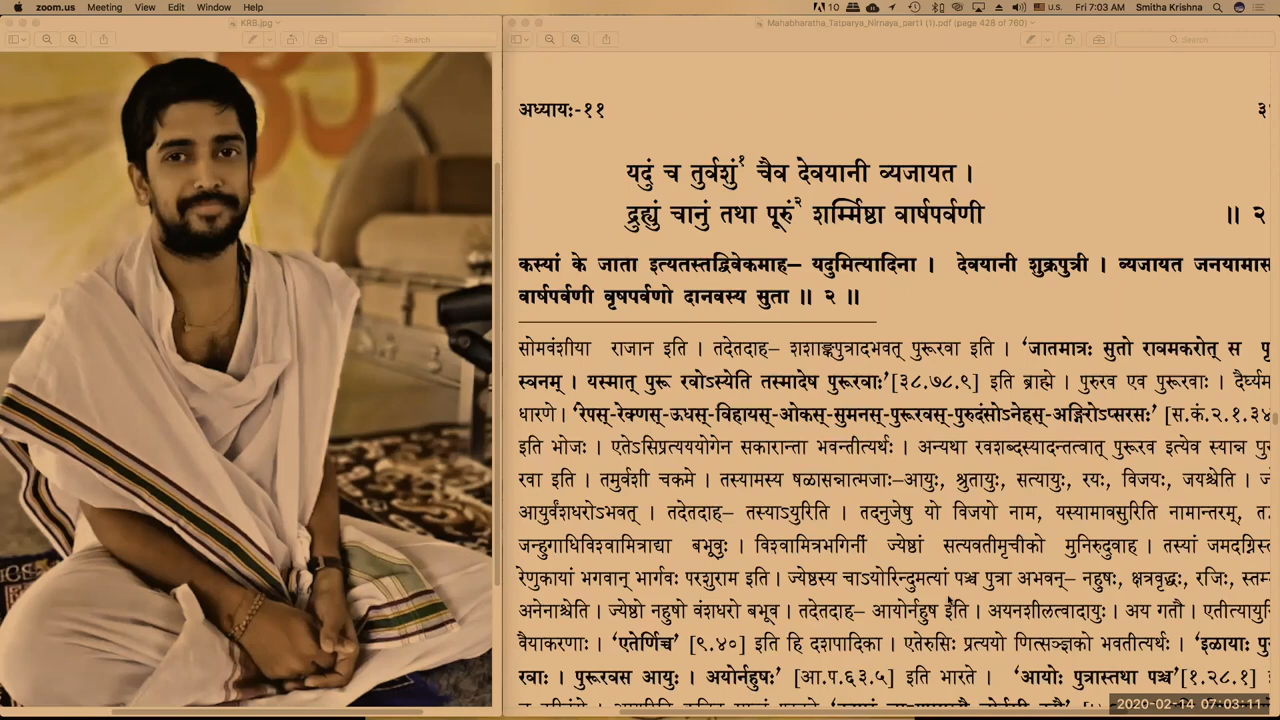 zoom.us Meeting View Edit Window Help
10 U.S. Fri 7:03 AM Smitha Krishna
KRB.jpg
Mahabharatha_Tatparya_Nirnaya_part1 (1).pdf (page 428 of 760)
Search
Search
अध्यायः-११
यदुं च तुर्वशुं१ चैव देवयानी व्यजायत ।
द्रुह्युं चानुं तथा पूरुं२ शर्म्मिष्ठा वार्षपर्वणी ॥ २
कस्यां के जाता इत्यतस्तद्विवेकमाह– यदुमित्यादिना । देवयानी शुक्रपुत्री । व्यजायत जनयामास
वार्षपर्वणी वृषपर्वणो दानवस्य सुता ॥ २ ॥
सोमवंशीया राजान इति । तदेतदाह– शशाङ्कपुत्रादभवत् पुरूरवा इति । ‘जातमात्रः सुतो रावमकरोत् स
स्वनम् । यस्मात् पुरू रवोऽस्येति तस्मादेष पुरूरवाः’[३८.७८.९] इति ब्राह्मे । पुरुरव एव पुरूरवाः । दैर्घ्यम
धारणे । ‘रेपस्-रेक्णस्-ऊधस्-विहायस्-ओकस्-सुमनस्-पुरूरवस्-पुरुदंसोऽनेहस्-अङ्गिरोऽप्सरसः’ [स.कं.२.१.३४
इति भोजः । एतेऽसिप्रत्यययोगेन सकारान्ता भवन्तीत्यर्थः । अन्यथा रवशब्दस्यादन्तत्वात् पुरूरव इत्येव स्यान्न
रवा इति । तमुर्वशी चकमे । तस्यामस्य षळासन्नात्मजाः–आयुः, श्रुतायुः, सत्यायुः, रयः, विजयः, जयश्चेति ।
आयुर्वंशधरोऽभवत् । तदेतदाह– तस्याऽयुरिति । तदनुजेषु यो विजयो नाम, यस्यामावसुरिति नामान्तरम्,
जन्हुगाधिविश्वामित्राद्या बभूवुः । विश्वामित्रभगिनीं ज्येष्ठां सत्यवतीमृचीको मुनिरुदुवाह । तस्यां जमदग्निस्त
रेणुकायां भगवान् भार्गवः परशुराम इति । ज्येष्ठस्य चाऽयोरिन्दुमत्यां पञ्च पुत्रा अभवन्– नहुषः, क्षत्रवृद्धः, रजिः, स्तम
अनेनाश्चेति । ज्येष्ठो नहुषो वंशधरो बभूव । तदेतदाह– आयोर्नहुष इति । अयनशीलत्वादायुः । अय गतौ । एतीत्यायुरि
वैयाकरणाः । ‘एतेर्णिच्च’ [९.४०] इति हि दशपादिका । एतेरुसिः प्रत्ययो णित्सञ्ज्ञको भवतीत्यर्थः । ‘इळायाः
रवाः । पुरूरवस आयुः । अयोर्नहुषः’ [आ.प.६३.५] इति भारते । ‘आयोः पुत्रास्तथा पञ्च’[१.२८.१]
2020-02-14 07:03:11